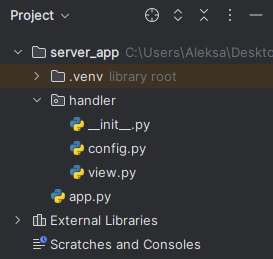 Project
server_app C:\Users\Aleksa\Deskto
.venv library root
handler
__init__.py
config.py
view.py
app.py
External Libraries
Scratches and Consoles